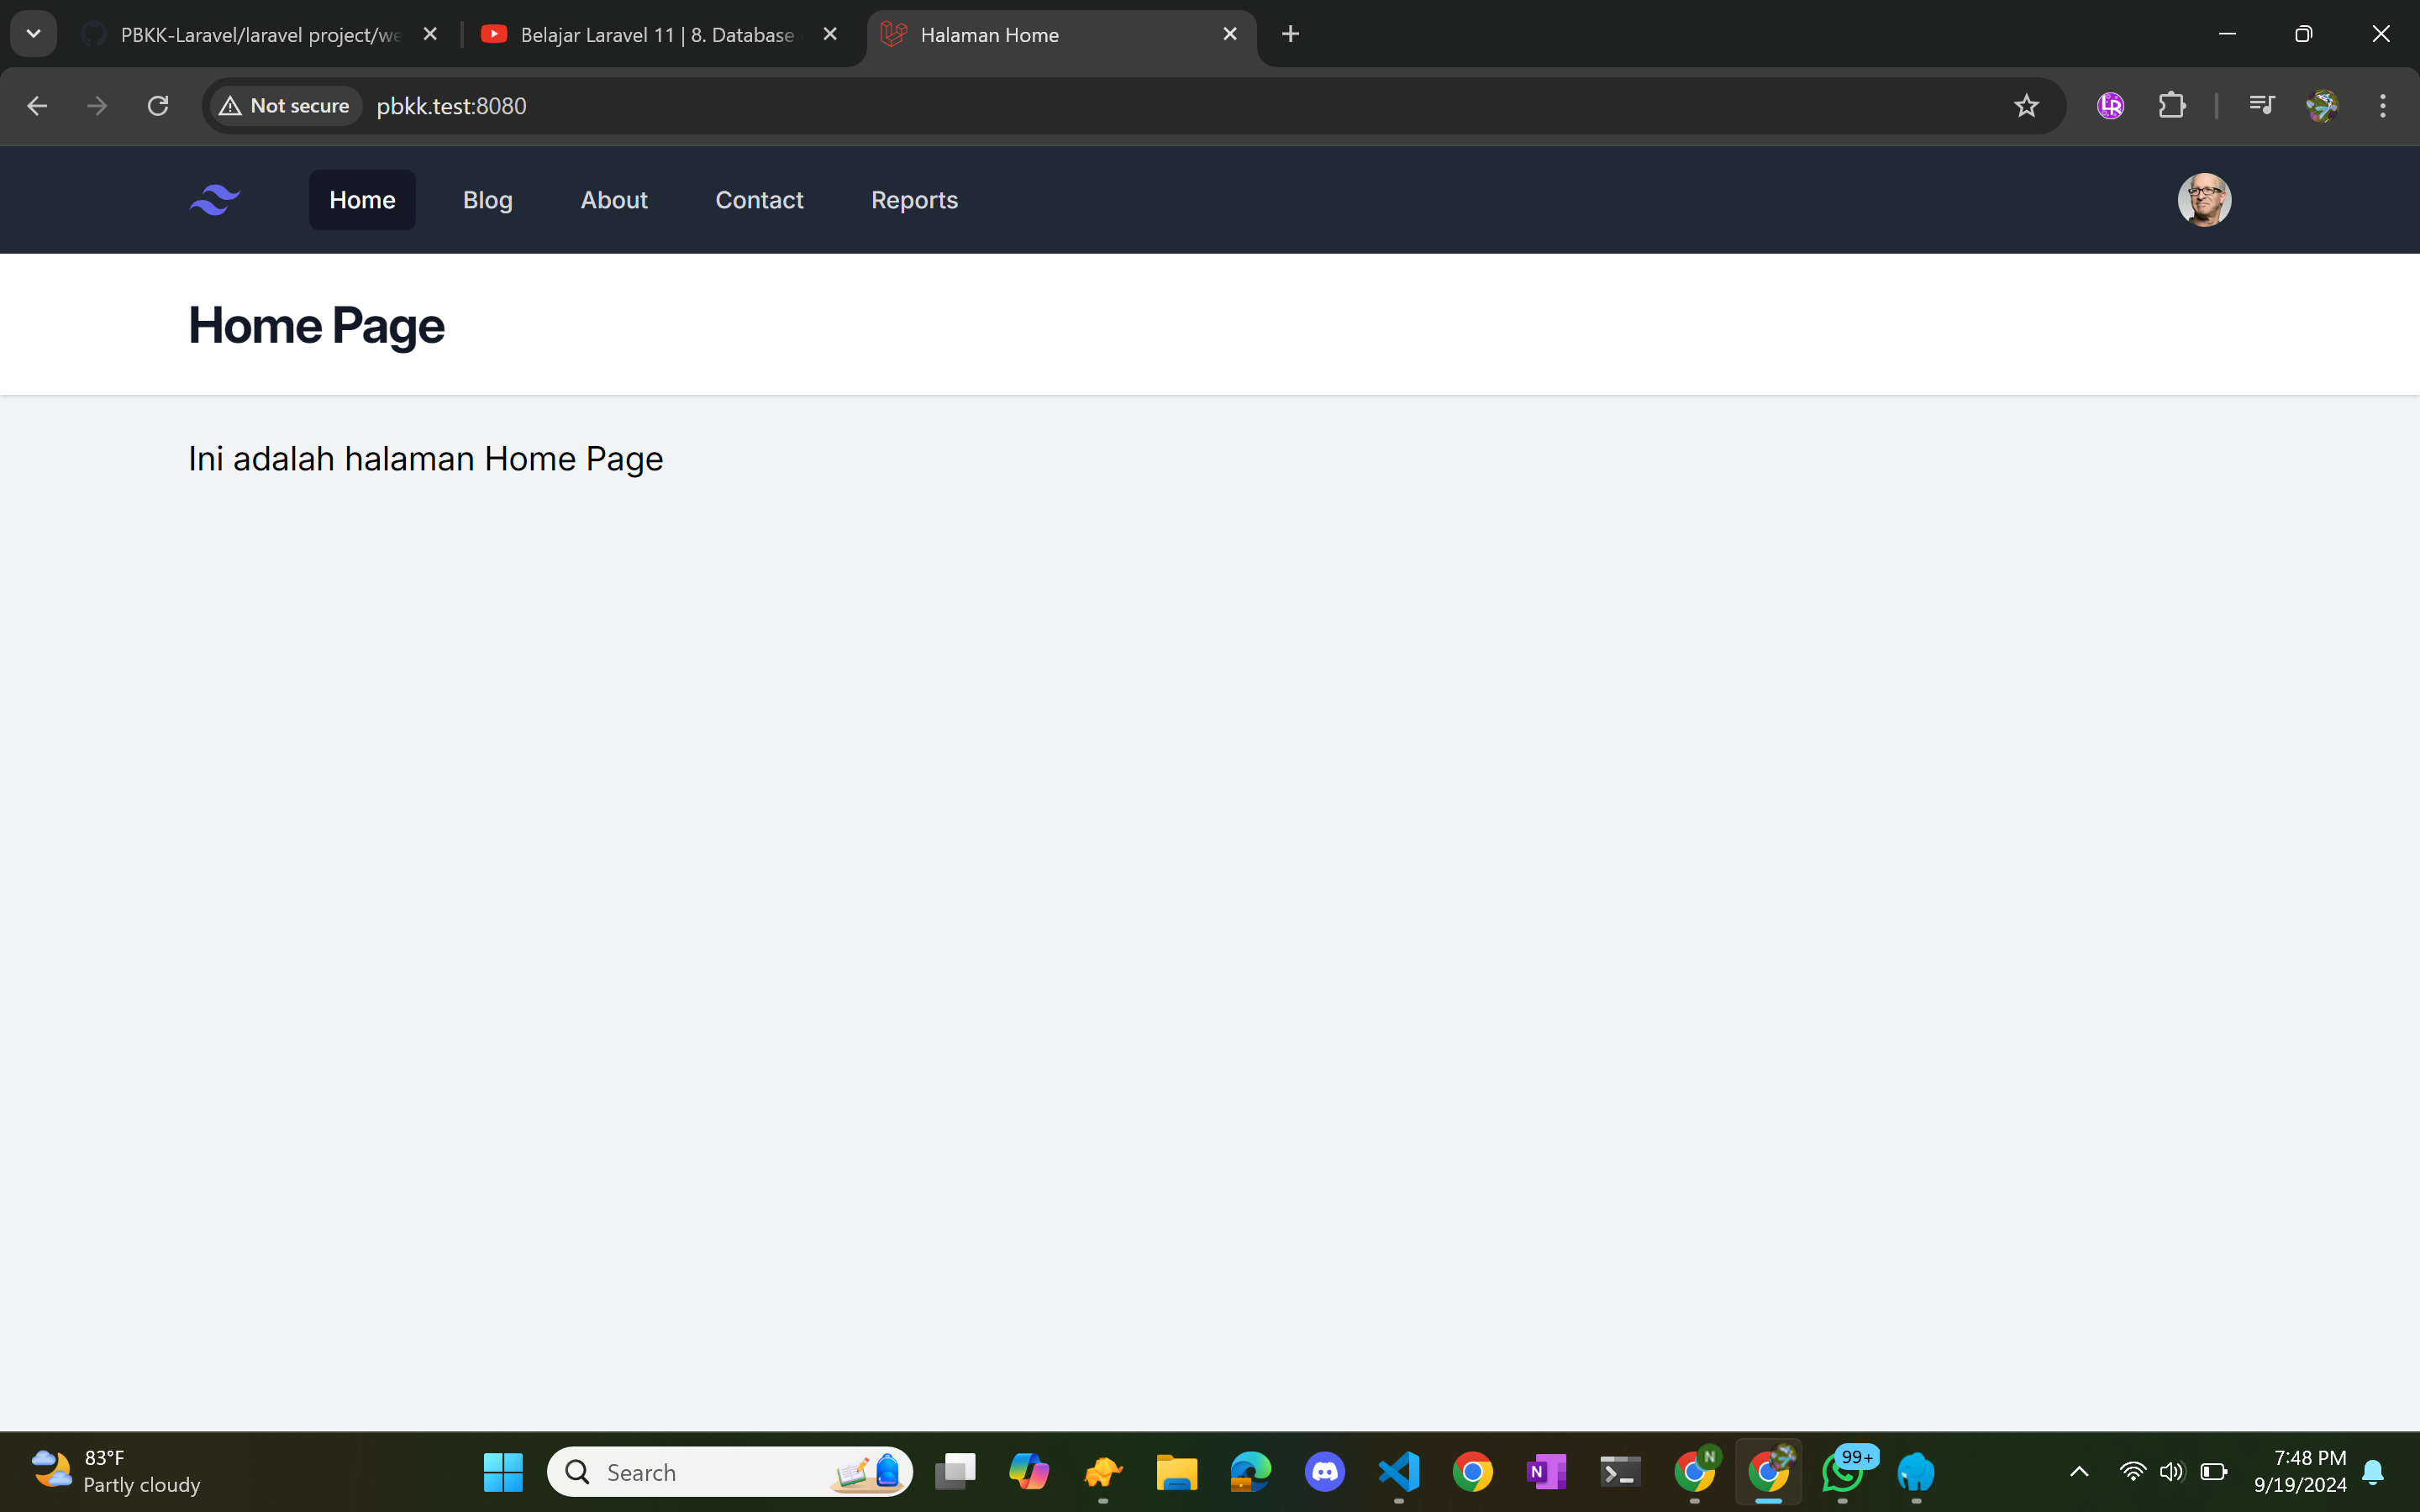 PBKK-Laravel/laravel project/we
Belajar Laravel 11 | 8. Database
Halaman Home
Not secure
pbkk.test:8080
LR
Home
Blog
About
Contact
Reports
Home Page
Ini adalah halaman Home Page
83°F
Partly cloudy
Search
N
N
99+
7:48 PM
9/19/2024